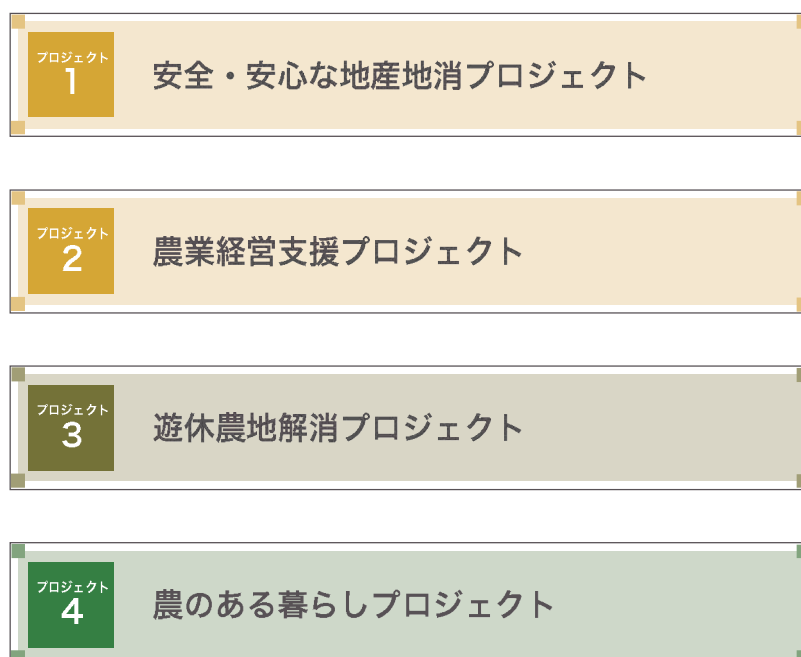 プロジェクト
1
安全・安心な地産地消プロジェクト
プロジェクト
2
農業経営支援プロジェクト
プロジェクト
3
遊休農地解消プロジェクト
プロジェクト
4
農のある暮らしプロジェクト